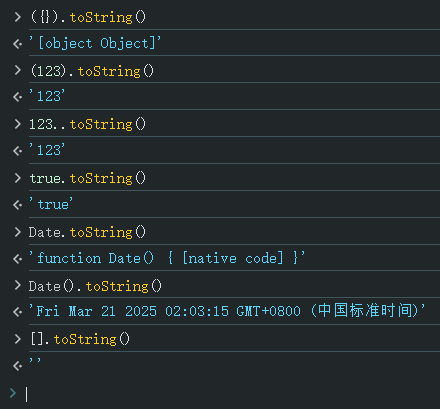 ({}).toString()
'[object Object]'
(123).toString()
'123'
123..toString()
'123'
true.toString()
'true'
Date.toString()
'function Date() { [native code] }'
Date().toString()
'Fri Mar 21 2025 02:03:15 GMT+0800 (中国标准时间)'
[].toString()
''